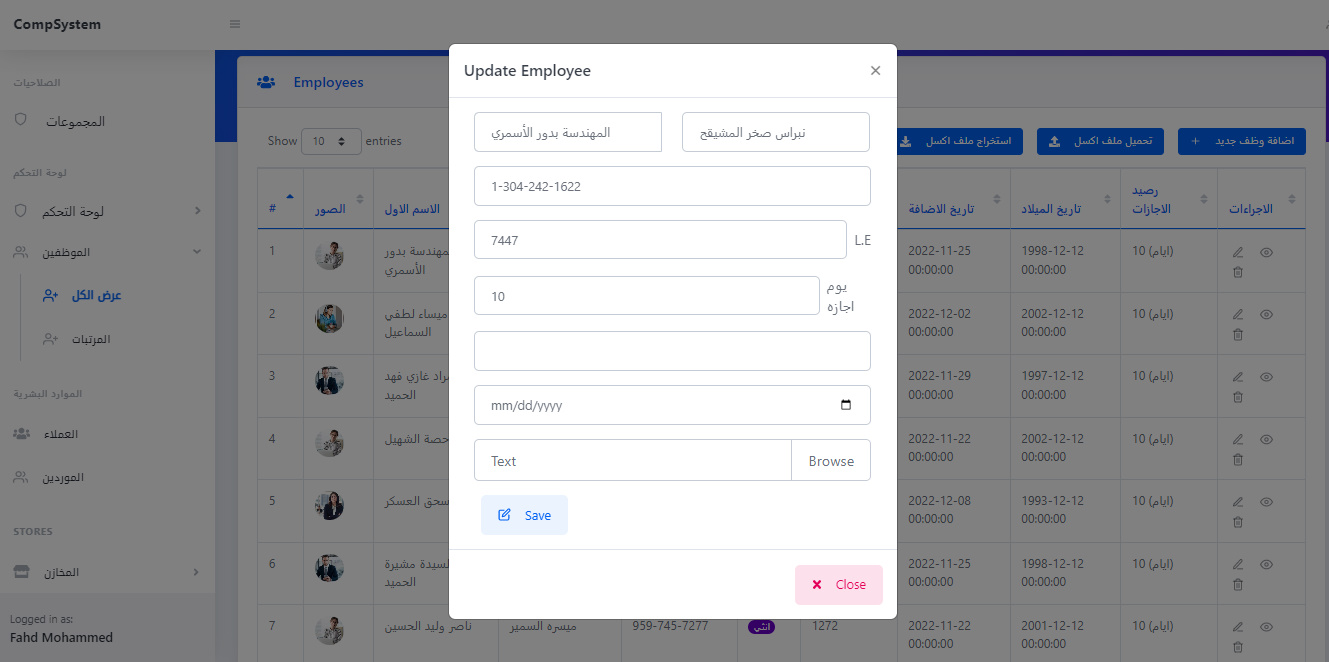 CompSystem
الصلاحيات
المجموعات
لوحة التحكم
لوحة التحكم
الموظفين
عرض الكل
المرتبات
الموارد البشرية
العملاء
الموردين
STORES
المخازن
Logged in as:
Fahd Mohammed
Employees
Show 10 entries
استخراج ملف اكسل
تحميل ملف اكسل
اضافة وظف جديد
#
الصور
الاسم الاول
تاريخ الاضافة
تاريخ الميلاد
رصيد الاجازات
الاجراءات
1
المهندسة بدور
الأسمري
2022-11-25 00:00:00
1998-12-12 00:00:00
10 (ايام)
2
ميساء لطفي
السماعيل
2022-12-02 00:00:00
2002-12-12 00:00:00
10 (ايام)
3
غازي فهد
الحميد
2022-11-29 00:00:00
1997-12-12 00:00:00
10 (ايام)
4
حصة الشهيل
2022-11-22 00:00:00
2002-12-12 00:00:00
10 (ايام)
5
العسكر
2022-12-08 00:00:00
1993-12-12 00:00:00
10 (ايام)
6
السيدة مشيرة
الحميد
2022-11-25 00:00:00
1998-12-12 00:00:00
10 (ايام)
7
ناصر وليد الحسين
ميسره السمير
959-745-7277
انثي
1272
2022-11-22 00:00:00
2001-12-12 00:00:00
10 (ايام)
Update Employee
المهندسة بدور الأسمري
نبراس صخر المشيقح
1-304-242-1622
7447 L.E
10 يوم اجازه
mm/dd/yyyy
Text Browse
Save
Close